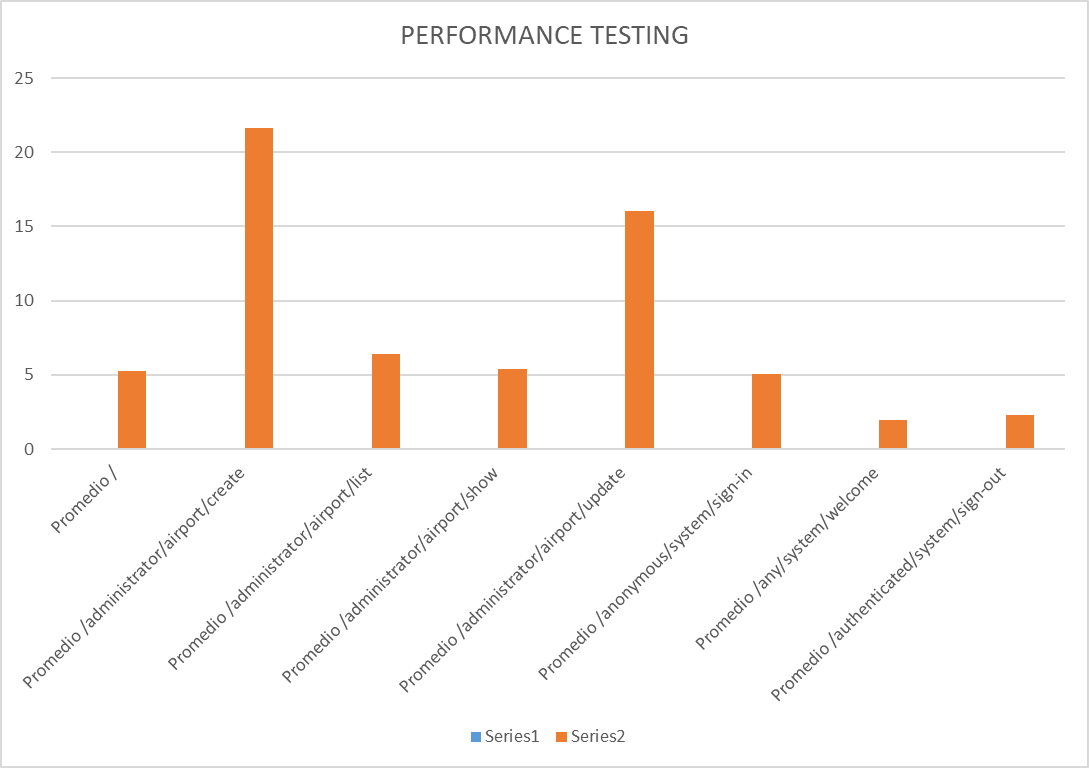 PERFORMANCE TESTING
25
20
15
10
5
0
Promedio /
Promedio /administrator/airport/create
Promedio /administrator/airport/list
Promedio /administrator/airport/show
Promedio /administrator/airport/update
Promedio /anonymous/system/sign-in
Promedio /any/system/welcome
Promedio /authenticated/system/sign-out
Series1 Series2